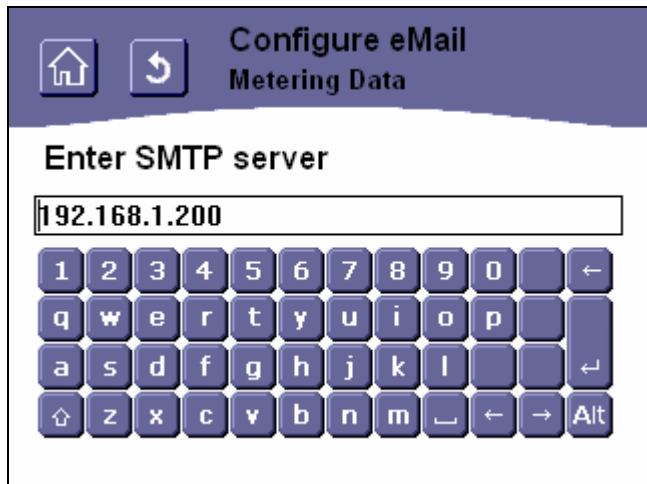 Configure eMail
Metering Data
Enter SMTP server
192.168.1.200
1 2 3 4 5 6 7 8 9 0 ←
q w e r t y u i o p
a s d f g h j k l ↵
⇧ z x c v b n m ⎵ ← → Alt